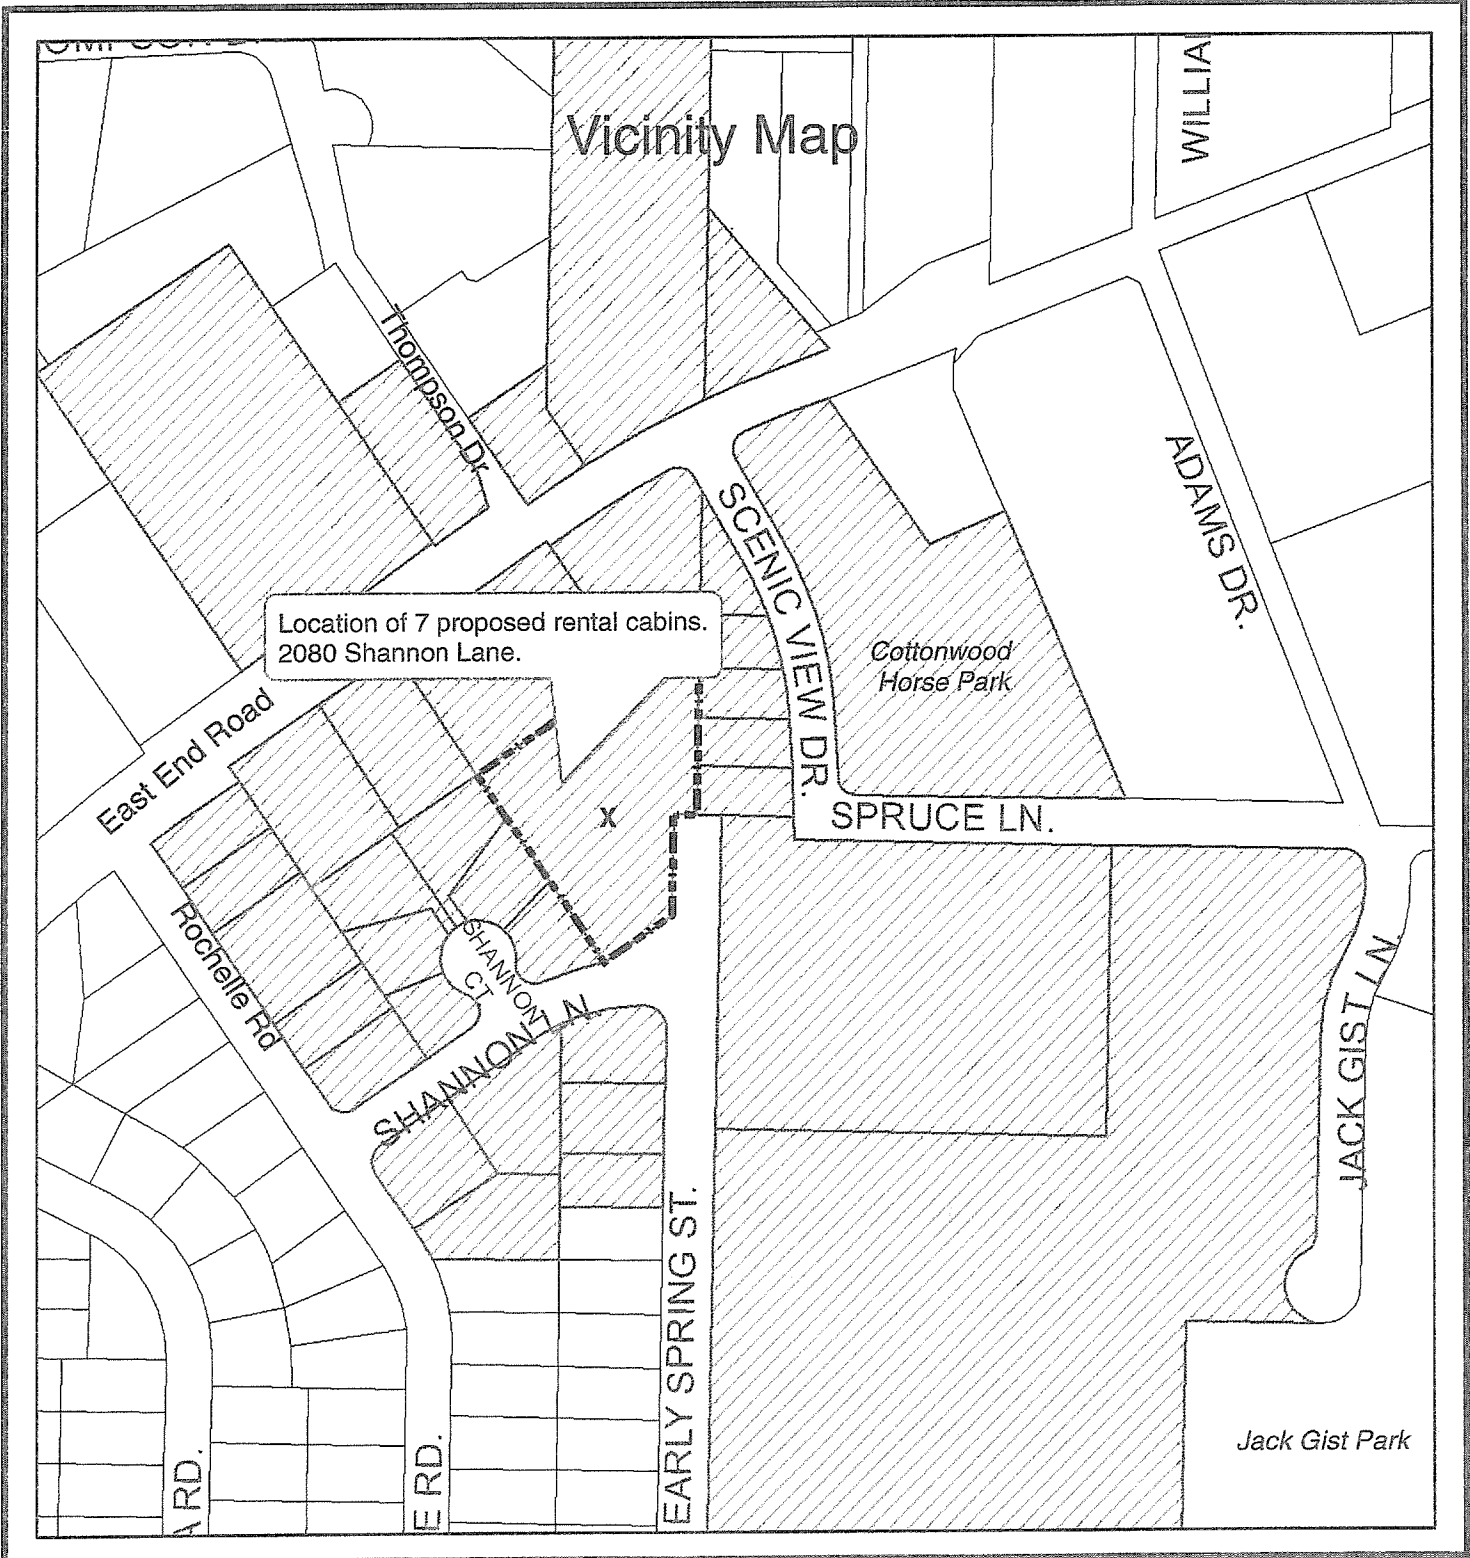 Vicinity Map
Thompson Dr
SCENIC VIEW DR.
ADAMS DR.
Location of 7 proposed rental cabins.
2080 Shannon Lane.
Cottonwood
Horse Park
East End Road
x
SPRUCE LN.
Rochelle Rd
SHANNON
CT
SHANNON LN
JACK GIST LN.
EARLY SPRING ST.
Jack Gist Park
A RD.
E RD.
WILLIA